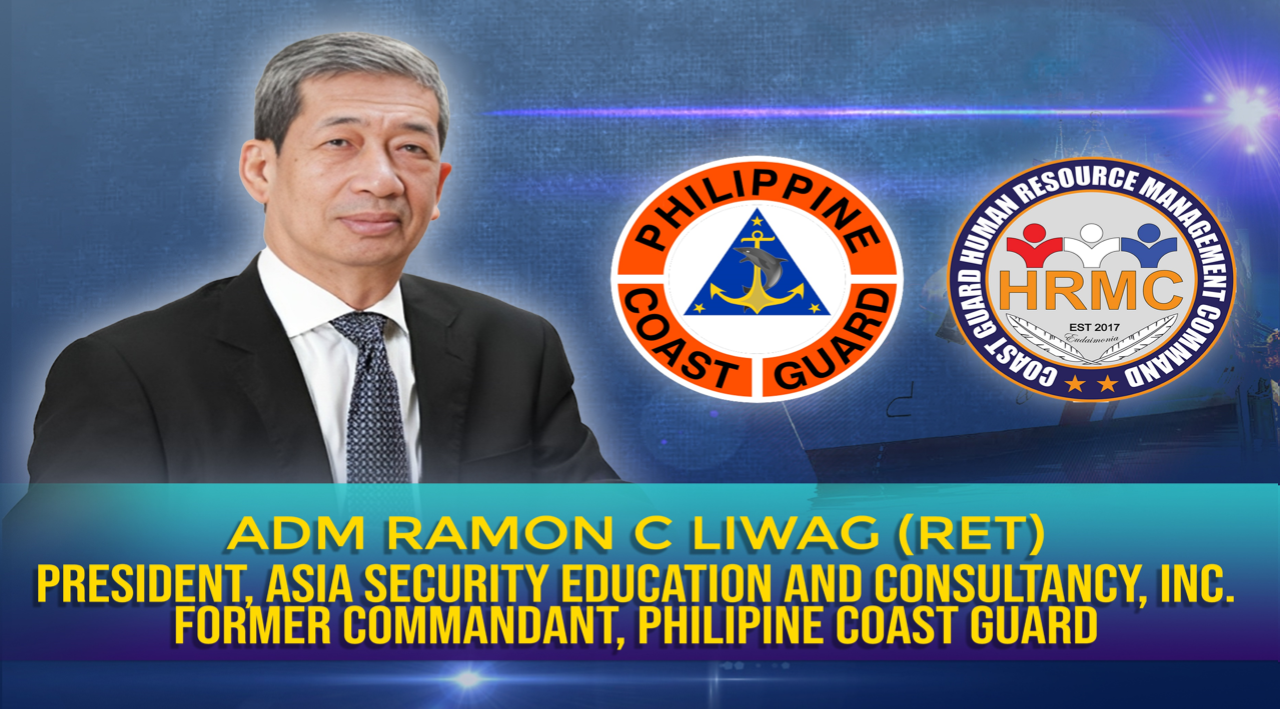 PHILIPPINE
COAST GUARD
COAST GUARD HUMAN RESOURCE MANAGEMENT COMMAND
HRMC
EST 2017
Eudaimonia
ADM RAMON C LIWAG (RET)
PRESIDENT, ASIA SECURITY EDUCATION AND CONSULTANCY, INC.
FORMER COMMANDANT, PHILIPINE COAST GUARD